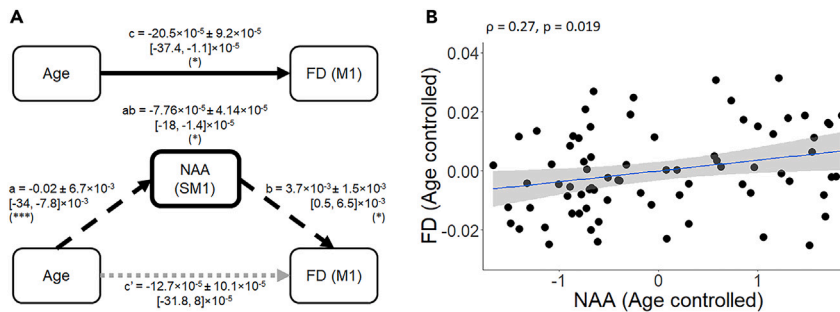 A
c = -20.5×10-5 ± 9.2×10-5
[-37.4, -1.1]×10-5
(*)
Age
FD (M1)
ab = -7.76×10-5 ± 4.14×10-5
[-18, -1.4]×10-5
(*)
NAA
(SM1)
a = -0.02 ± 6.7×10-3
[-34, -7.8]×10-3
(***)
b = 3.7×10-3 ± 1.5×10-3
[0.5, 6.5]×10-3
(*)
Age
FD (M1)
c' = -12.7×10-5 ± 10.1×10-5
[-31.8, 8]×10-5
B
ρ = 0.27, p = 0.019
FD (Age controlled)
0.04
0.02
0.00
-0.02
-1
0
1
NAA (Age controlled)